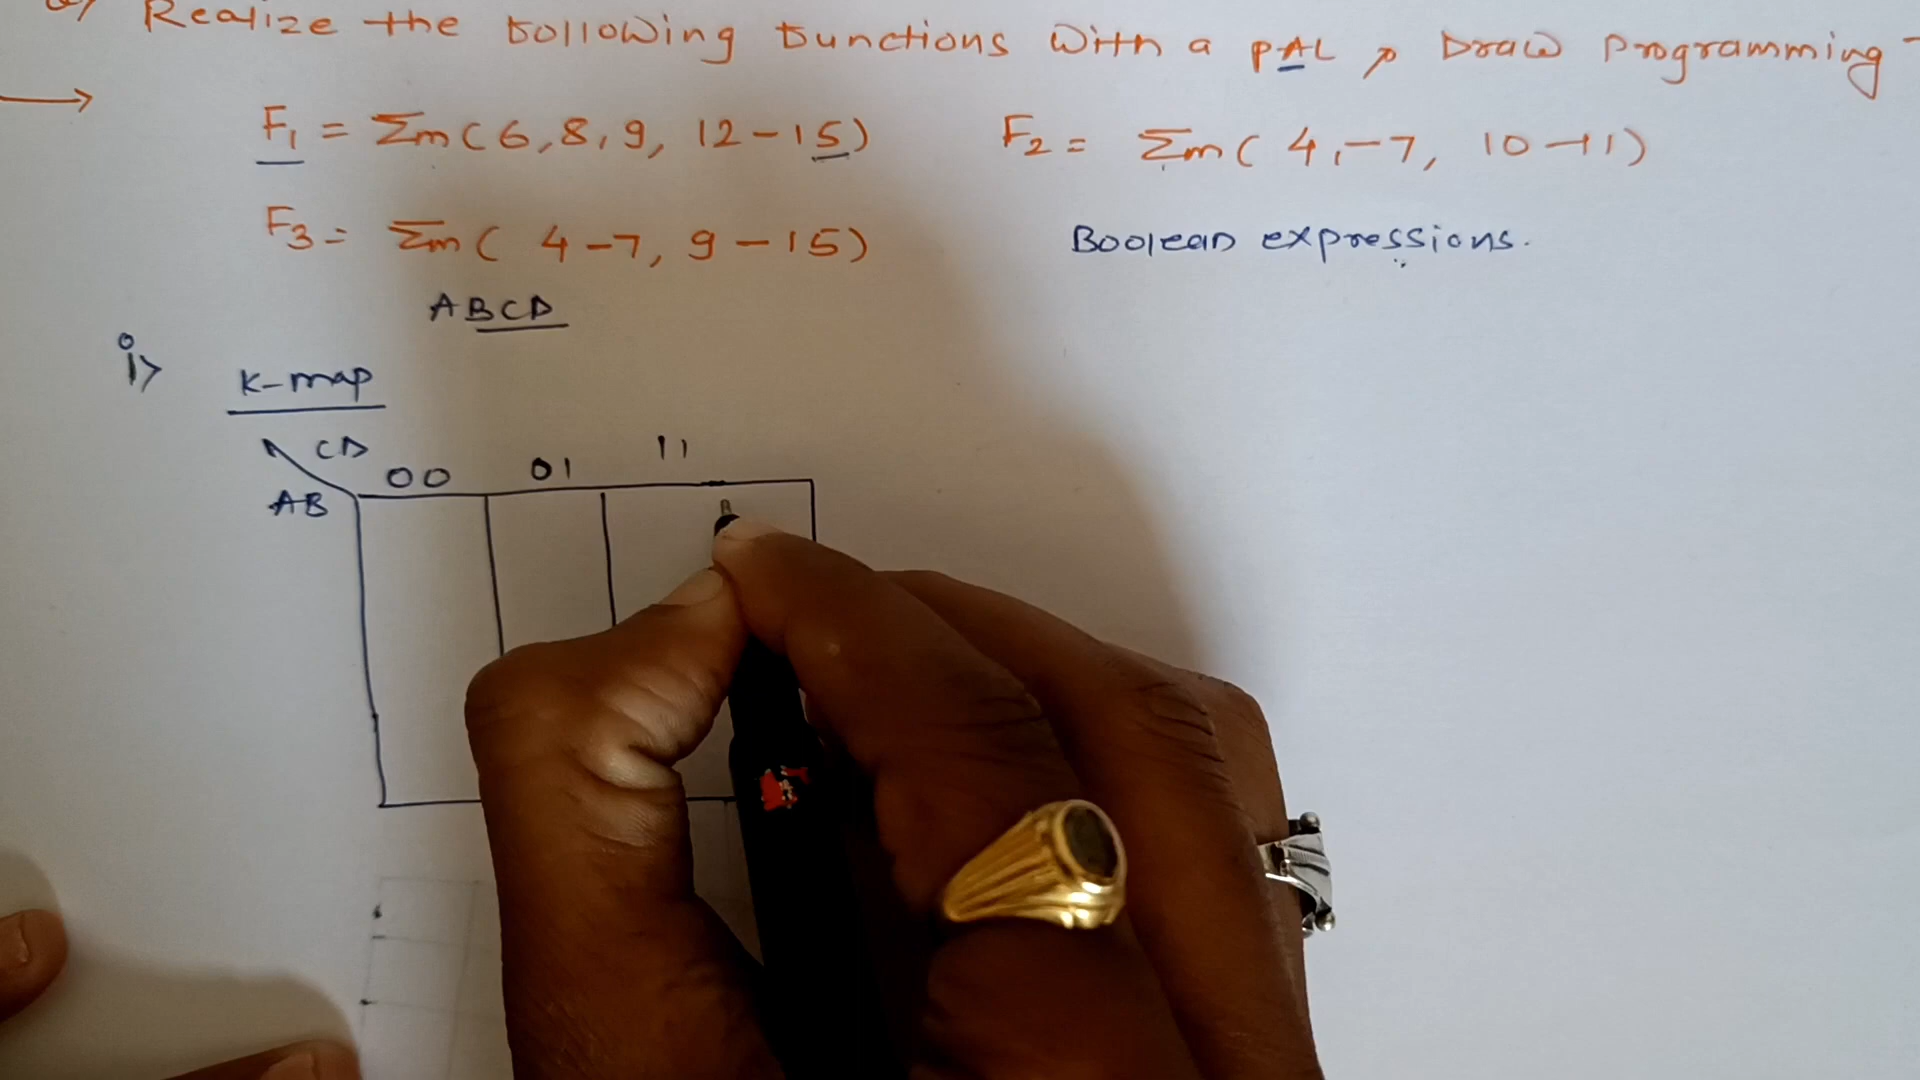 Realize the following functions with a PAL, Draw Programming
F1 = Σm(6,8,9, 12-15) F2 = Σm( 4,-7, 10-11)
F3 = Σm( 4-7, 9-15) Boolean expressions.
ABCD
i> K-map
CD 00 01 11
AB